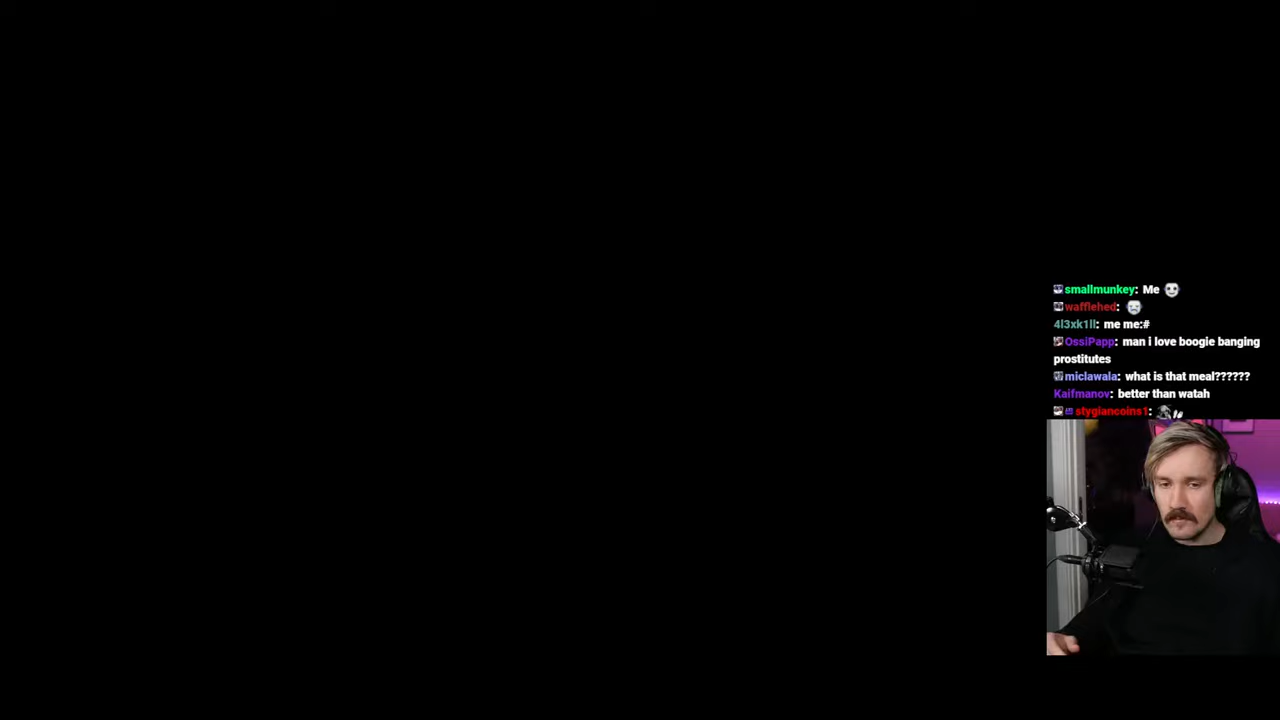 smallmunkey: Me
wafflehed:
4l3xk1ll: me me:#
OssiPapp: man i love boogie banging
prostitutes
miclawala: what is that meal??????
Kaifmanov: better than watah
stygiancoins1: